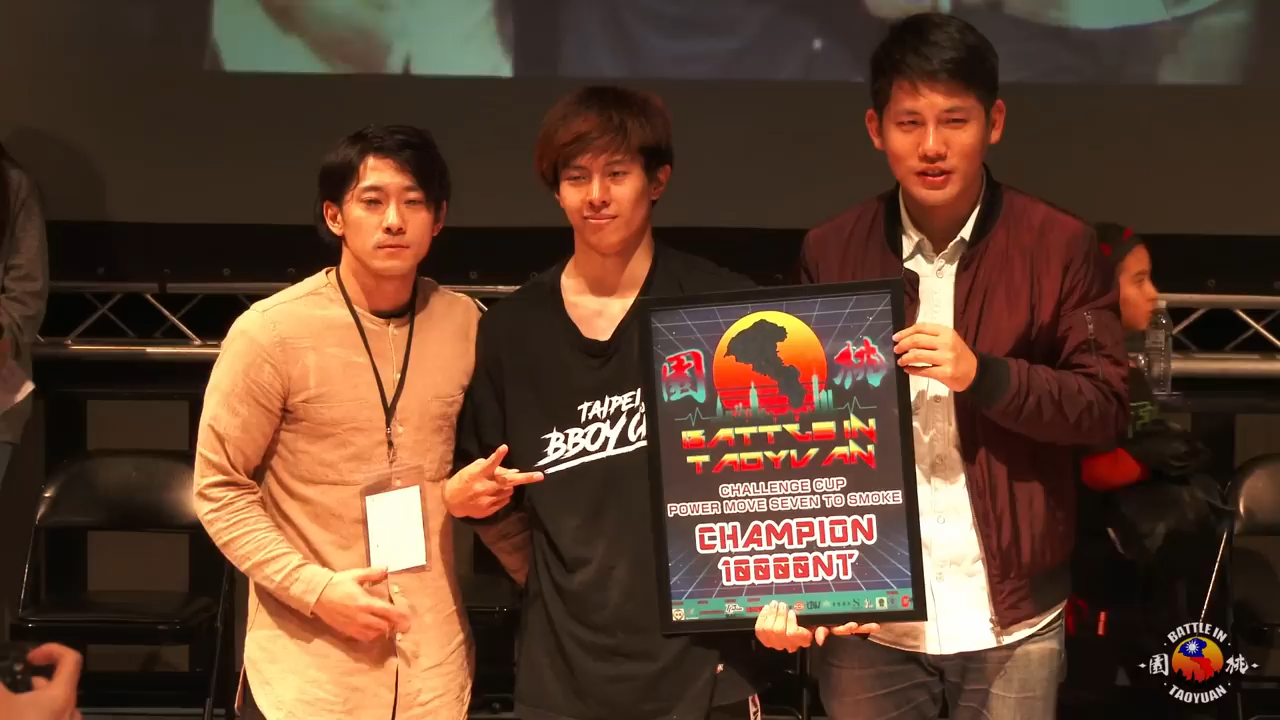 TAIPEI
BBOY
園 桃
BATTLE IN
TAOYUAN
CHALLENGE CUP
POWER MOVE SEVEN TO SMOKE
CHAMPION
10000NT
BATTLE IN
園 桃
TAOYUAN